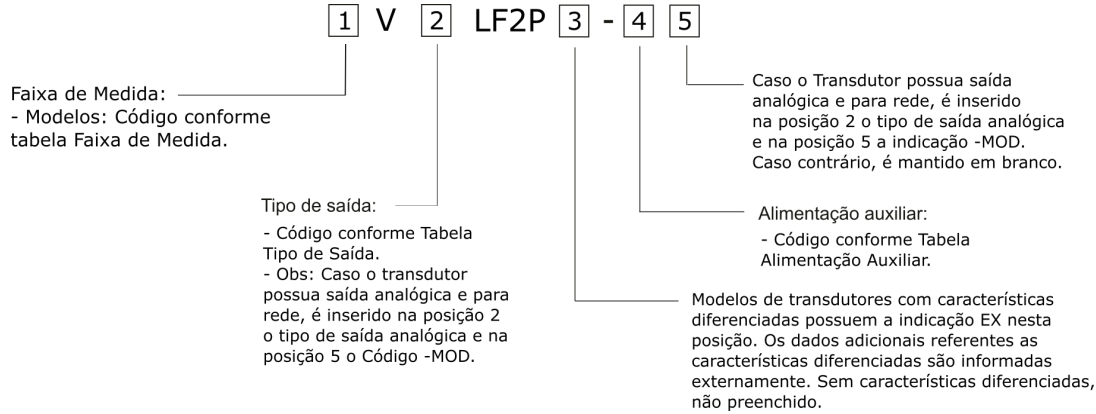 1 V 2 LF2P 3 - 4 5
Faixa de Medida:
- Modelos: Código conforme
tabela Faixa de Medida.
Tipo de saída:
- Código conforme Tabela
Tipo de Saída.
- Obs: Caso o transdutor
possua saída analógica e para
rede, é inserido na posição 2
o tipo de saída analógica e na
posição 5 o Código -MOD.
Caso o Transdutor possua saída
analógica e para rede, é inserido
na posição 2 o tipo de saída analógica
e na posição 5 a indicação -MOD.
Caso contrário, é mantido em branco.
Alimentação auxiliar:
- Código conforme Tabela
Alimentação Auxiliar.
Modelos de transdutores com características
diferenciadas possuem a indicação EX nesta
posição. Os dados adicionais referentes as
características diferenciadas são informadas
externamente. Sem características diferenciadas,
não preenchido.